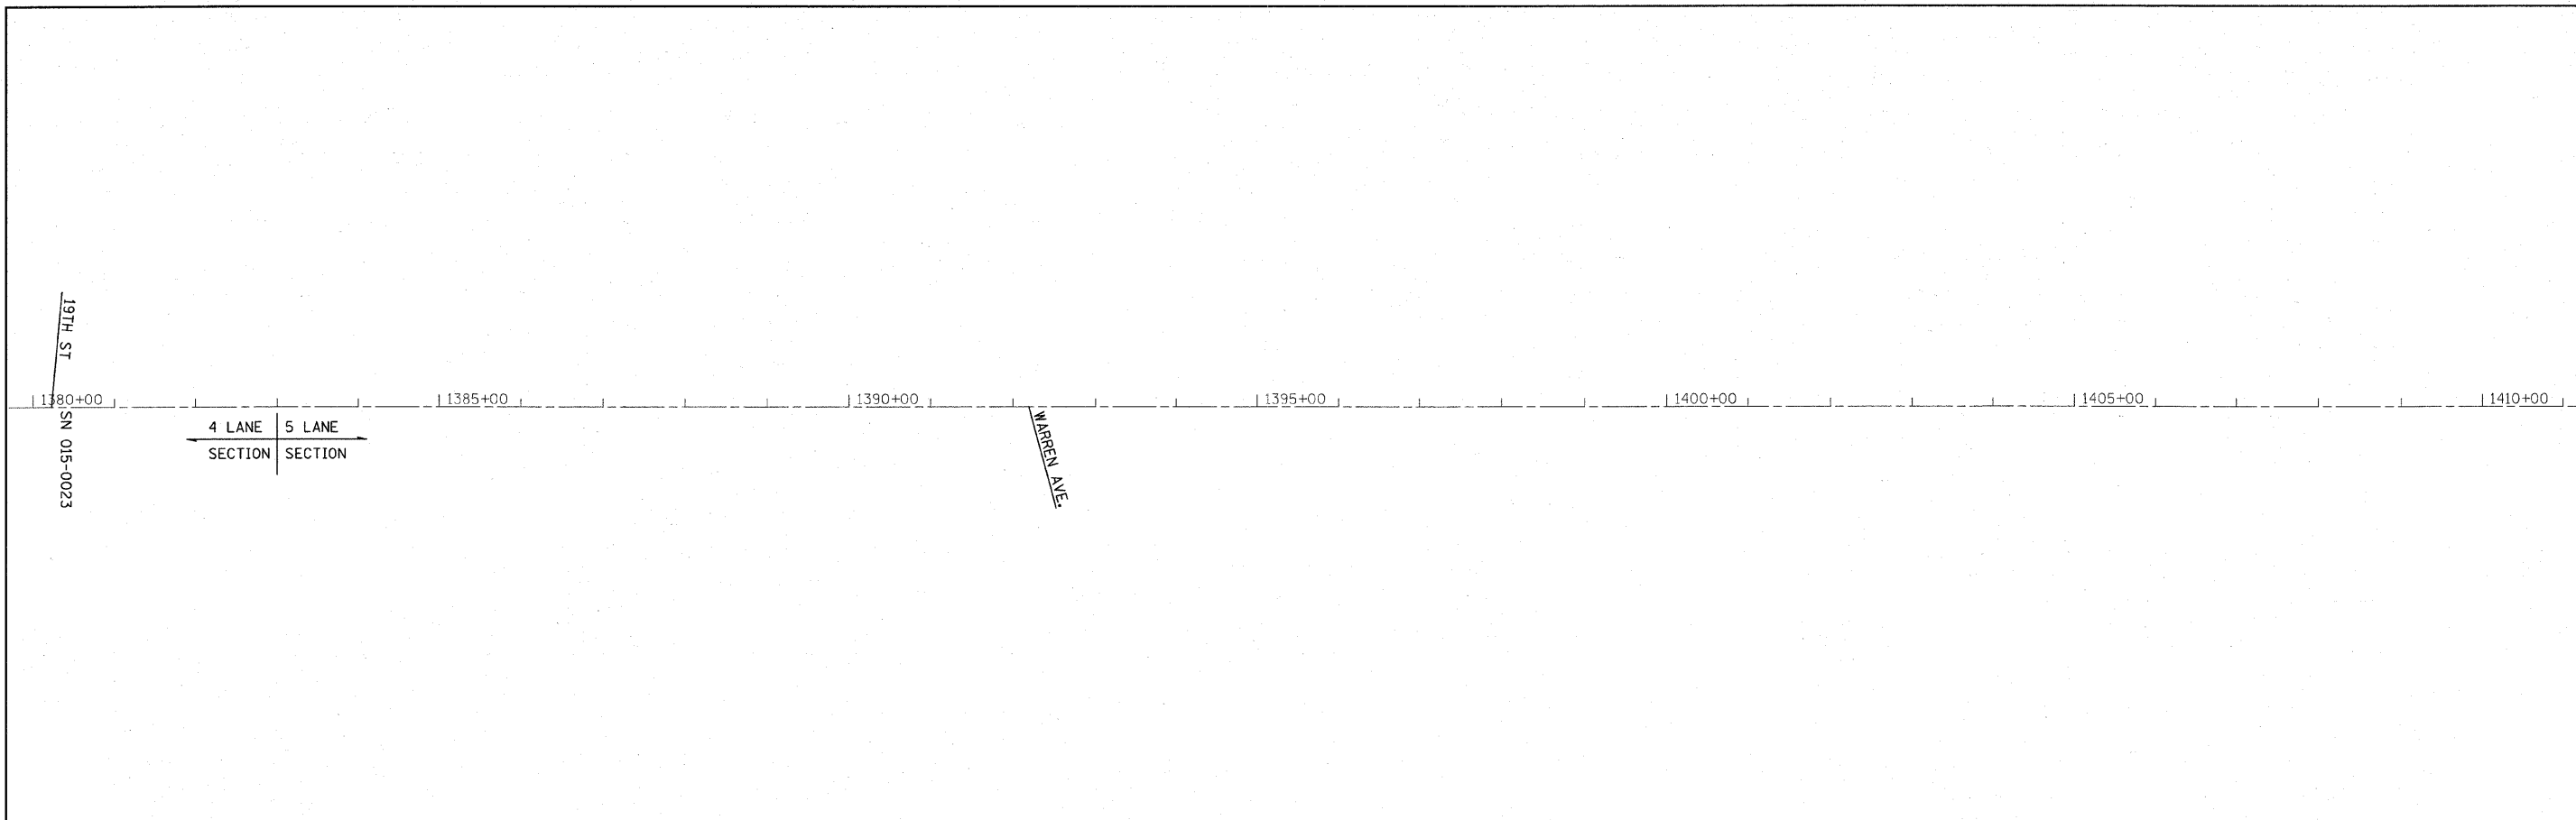 19TH ST
1380+00
1385+00
1390+00
1395+00
1400+00
1405+00
1410+00
SN 015-0023
4 LANE 5 LANE
SECTION SECTION
WARREN AVE.